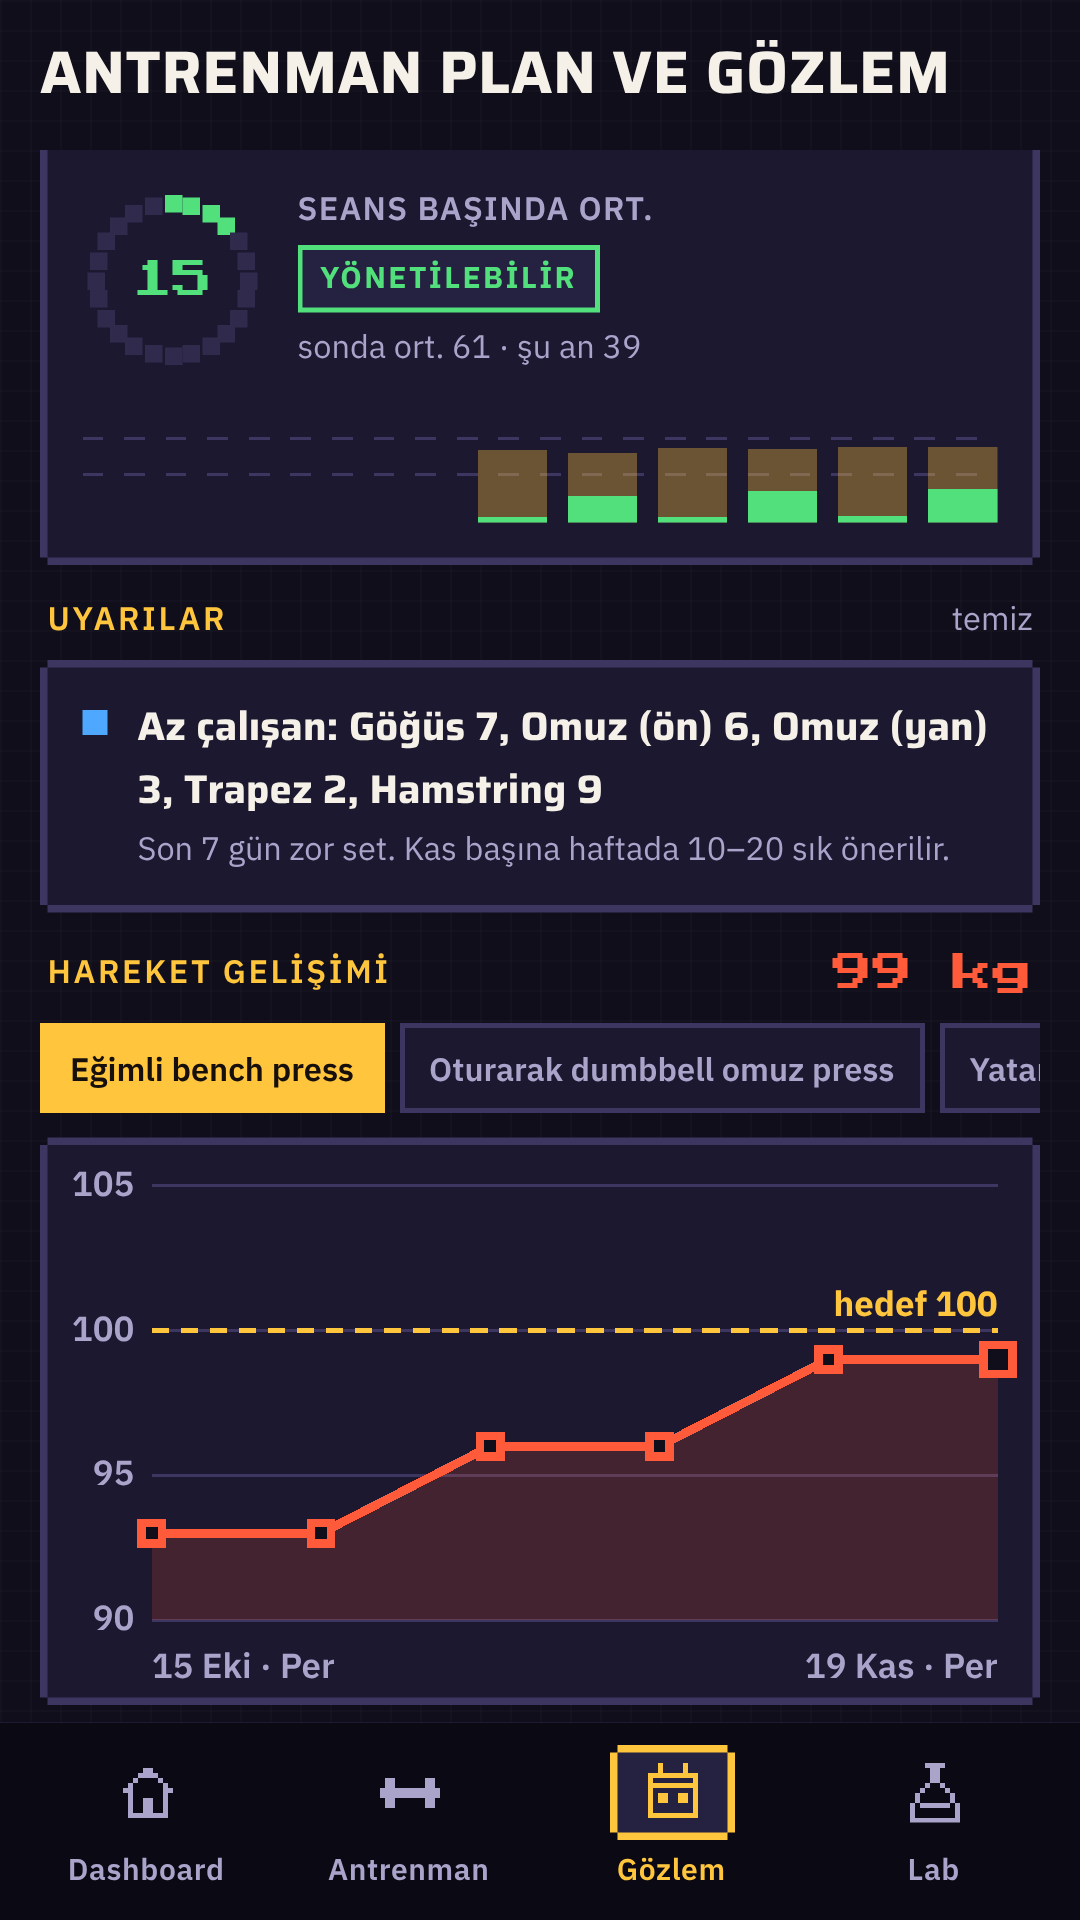 ANTRENMAN PLAN VE GÖZLEM
15
SEANS BAŞINDA ORT.
YÖNETİLEBİLİR
sonda ort. 61 · şu an 39
UYARILAR
temiz
Az çalışan: Göğüs 7, Omuz (ön) 6, Omuz (yan)
3, Trapez 2, Hamstring 9
Son 7 gün zor set. Kas başına haftada 10–20 sık önerilir.
HAREKET GELİŞİMİ
99 kg
Eğimli bench press
Oturarak dumbbell omuz press
105
hedef 100
100
95
90
15 Eki · Per
19 Kas · Per
Dashboard
Antrenman
Gözlem
Lab